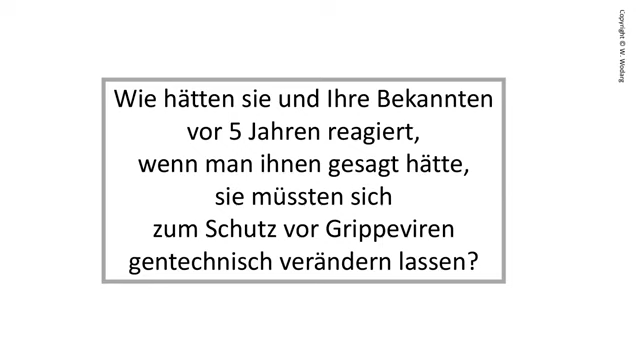 Wie hätten sie und Ihre Bekannten
vor 5 Jahren reagiert,
wenn man ihnen gesagt hätte,
sie müssten sich
zum Schutz vor Grippeviren
gentechnisch verändern lassen?
Copyright © W. Wodarg